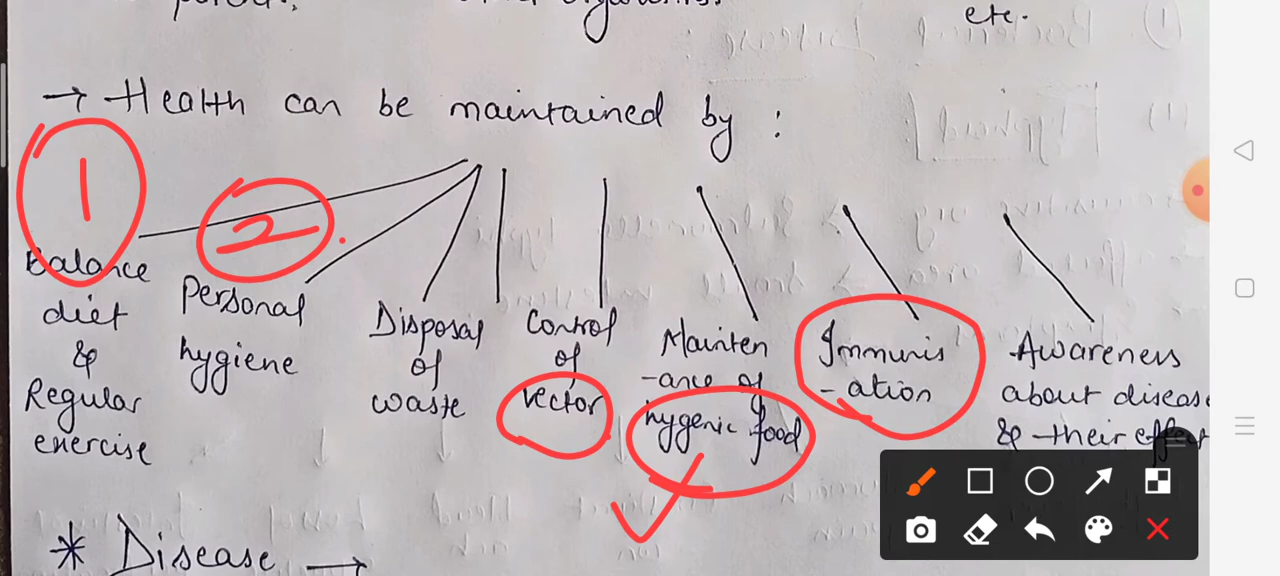 etc.
→ Health can be maintained by :
1
2.
Balance
diet
&
Regular
exercise
Personal
hygiene
Disposal
of
waste
Control
of
vector
Mainten
-ance of
hygenic food
Immunis
-ation
Awareness
about disease
& their effect
* Disease →